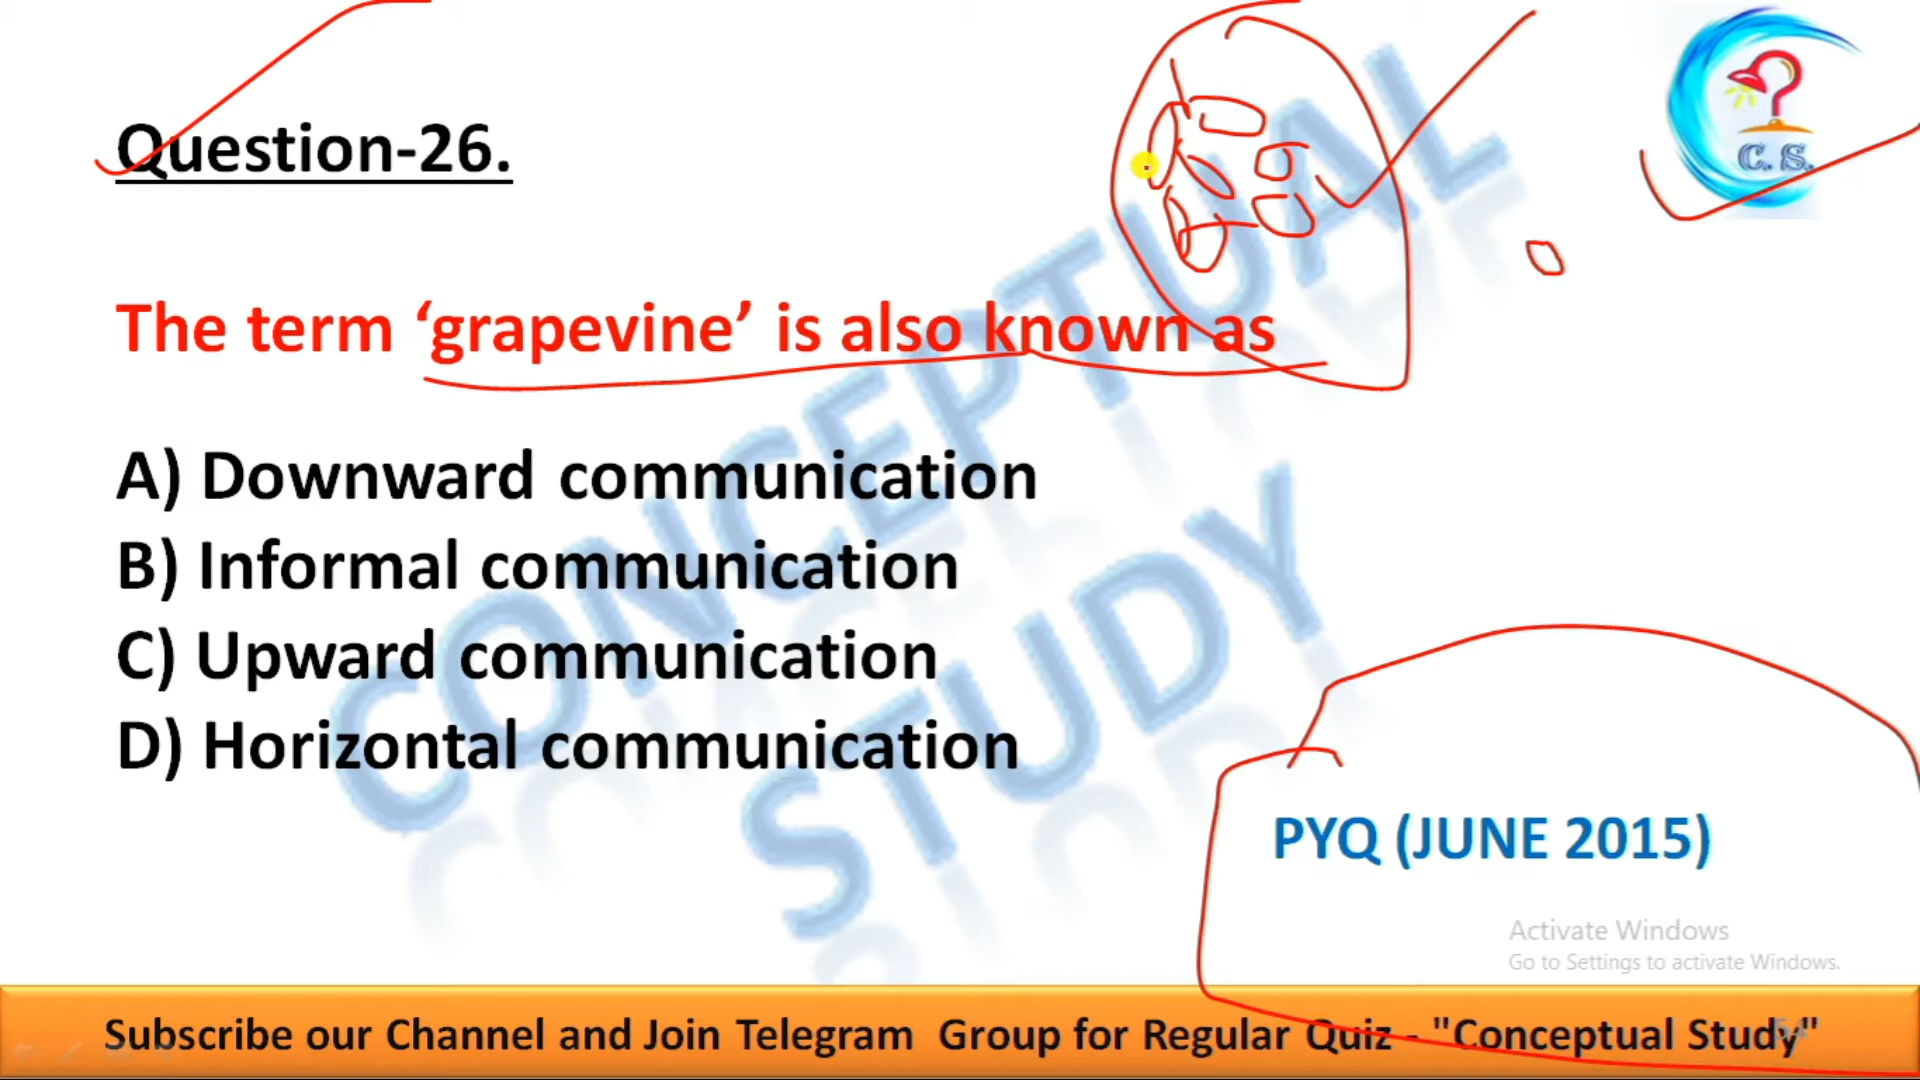 C. S.
Question-26.
The term ‘grapevine’ is also known as
A) Downward communication
B) Informal communication
C) Upward communication
D) Horizontal communication
CONCEPTUAL
STUDY
PYQ (JUNE 2015)
Activate Windows
Go to Settings to activate Windows.
Subscribe our Channel and Join Telegram Group for Regular Quiz - "Conceptual Study"